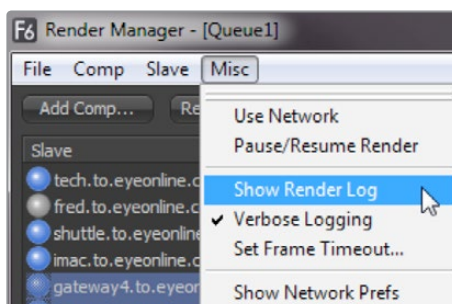 F6 Render Manager - [Queue1]
File Comp Slave Misc
Add Comp...
Use Network
Pause/Resume Render
Slave
Show Render Log
tech.to.eyeonline.c
fred.to.eyeonline.c
Verbose Logging
shuttle.to.eyeonline
Set Frame Timeout...
imac.to.eyeonline.c
gateway4.to.eyeor
Show Network Prefs